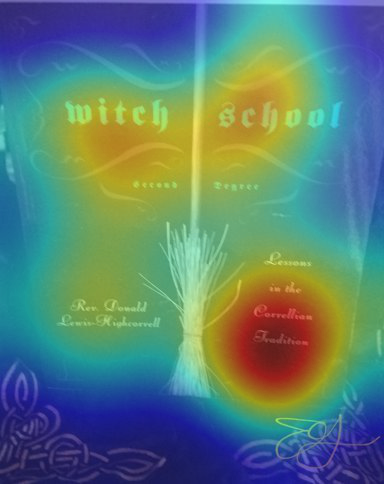 witch school
Second Degree
Lessons
in the
Correllian
Tradition
Rev. Donald
Lewis-Highcorrell